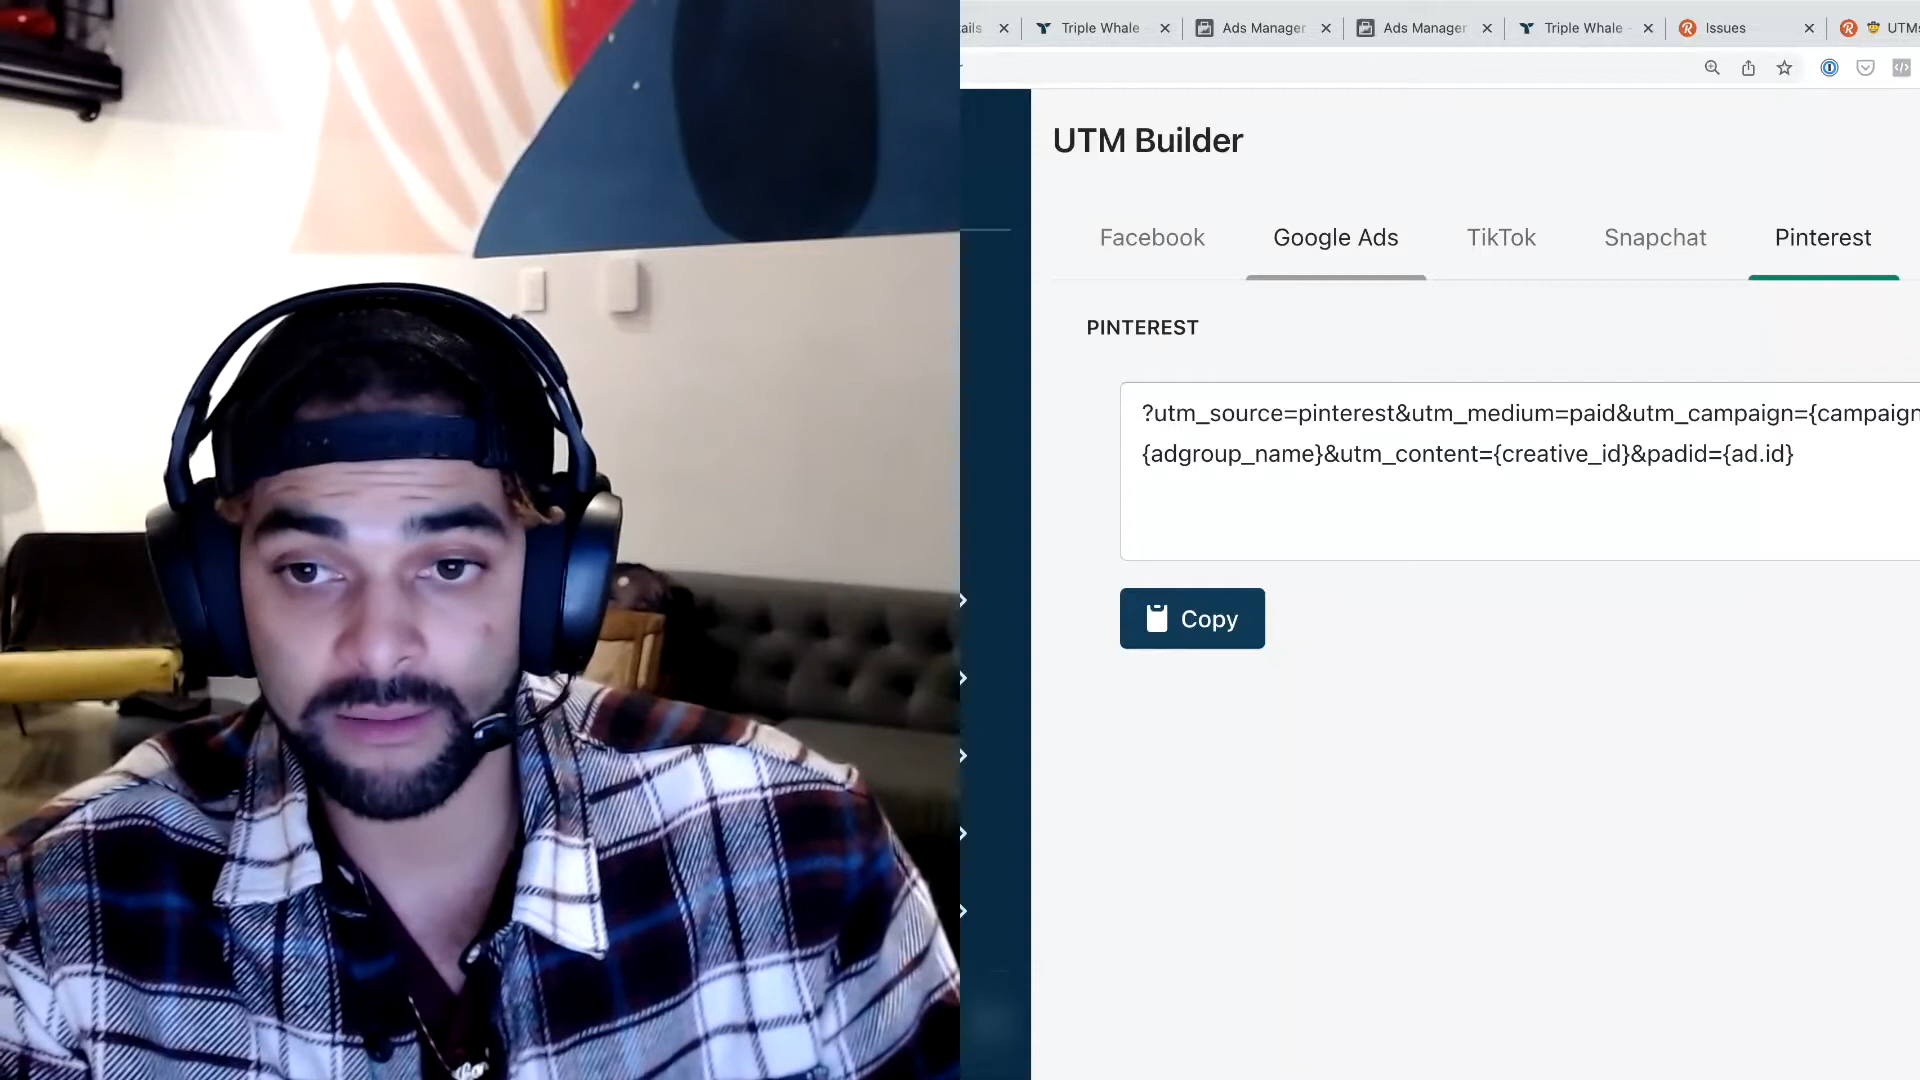 ails
Triple Whale
Ads Manager
Ads Manager
Triple Whale
Issues
UTMs
UTM Builder
Facebook
Google Ads
TikTok
Snapchat
Pinterest
PINTEREST
?utm_source=pinterest&utm_medium=paid&utm_campaign={campaign
{adgroup_name}&utm_content={creative_id}&padid={ad.id}
Copy